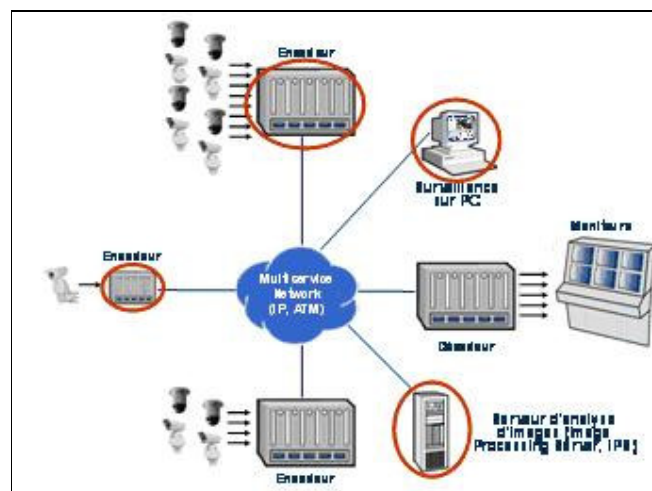 Encodeur
Surveillance
sur PC
Moniteurs
Encodeur
Multiservice
Network
(IP, ATM)
Décodeur
Serveur d'analyse
d'images (Image
Processing Server, IPS)
Encodeur